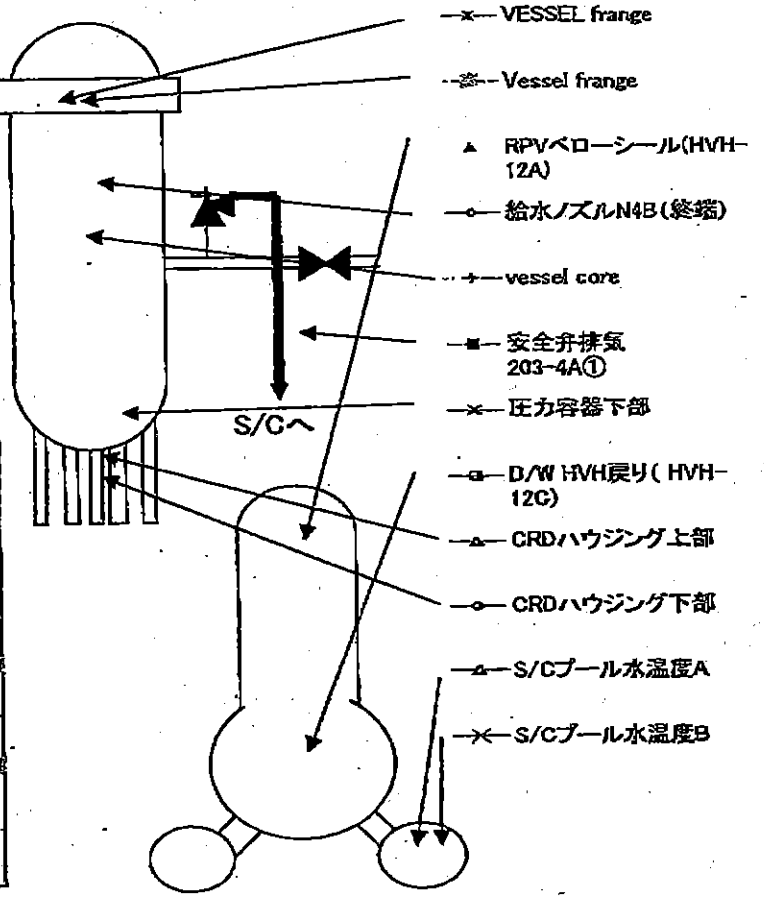 VESSEL frange
Vessel frange
RPVベローシール(HVH-
12A)
給水ノズルN4B(終端)
vessel core
安全弁排気
203-4A①
圧力容器下部
S/Cへ
D/W HVH戻り( HVH-
12C)
CRDハウジング上部
CRDハウジング下部
S/Cプール水温度A
S/Cプール水温度B